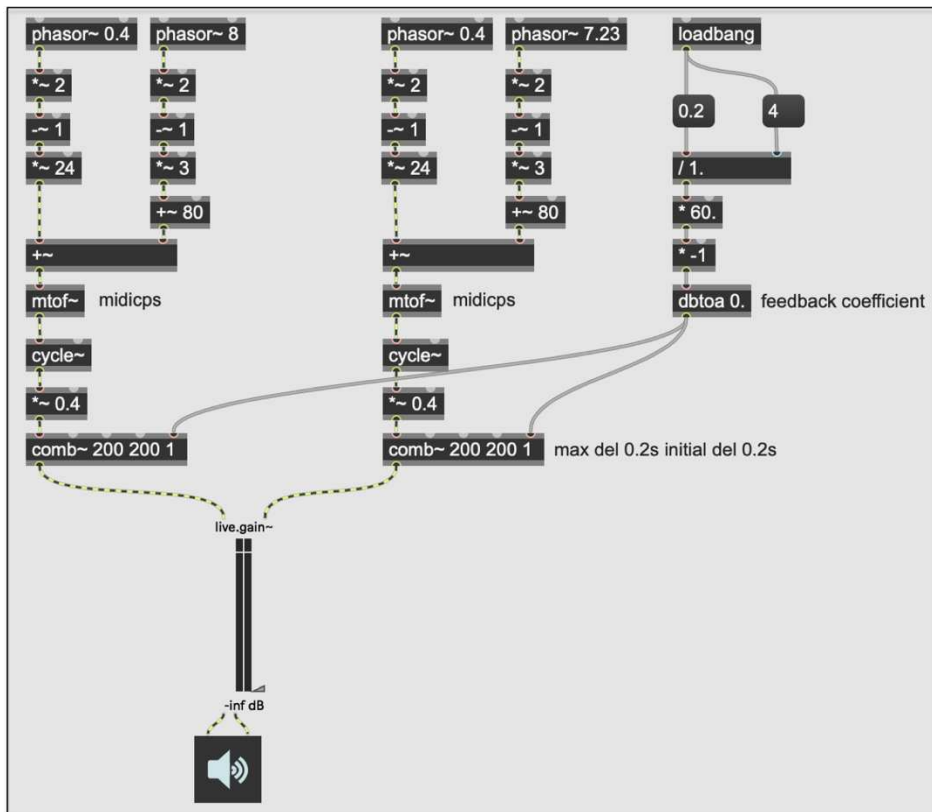 phasor~ 0.4
phasor~ 8
phasor~ 0.4
phasor~ 7.23
loadbang
*~ 2
*~ 2
*~ 2
*~ 2
0.2
4
-~ 1
-~ 1
-~ 1
-~ 1
*~ 24
*~ 3
*~ 24
*~ 3
/ 1.
+~ 80
+~ 80
* 60.
+~
+~
* -1
mtof~ midicps
mtof~ midicps
dbtoa 0. feedback coefficient
cycle~
cycle~
*~ 0.4
*~ 0.4
comb~ 200 200 1
comb~ 200 200 1
max del 0.2s initial del 0.2s
live.gain~
-inf dB